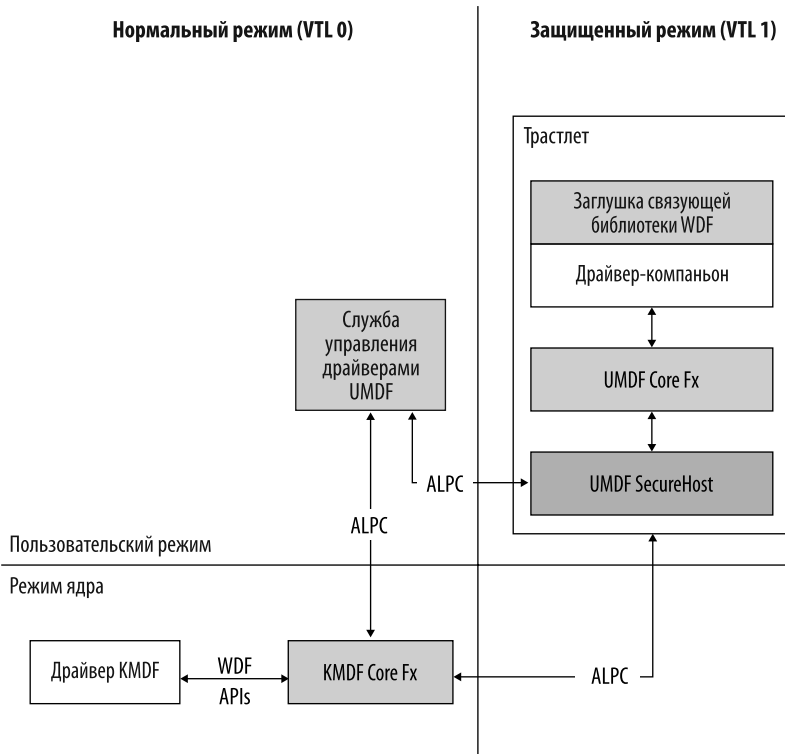 Нормальный режим (VTL 0)
Защищенный режим (VTL 1)
Трастлет
Заглушка связующей
библиотеки WDF
Драйвер-компаньон
Служба
управления
драйверами
UMDF
UMDF Core Fx
ALPC
UMDF SecureHost
ALPC
Пользовательский режим
Режим ядра
Драйвер KMDF
WDF
APIs
KMDF Core Fx
ALPC